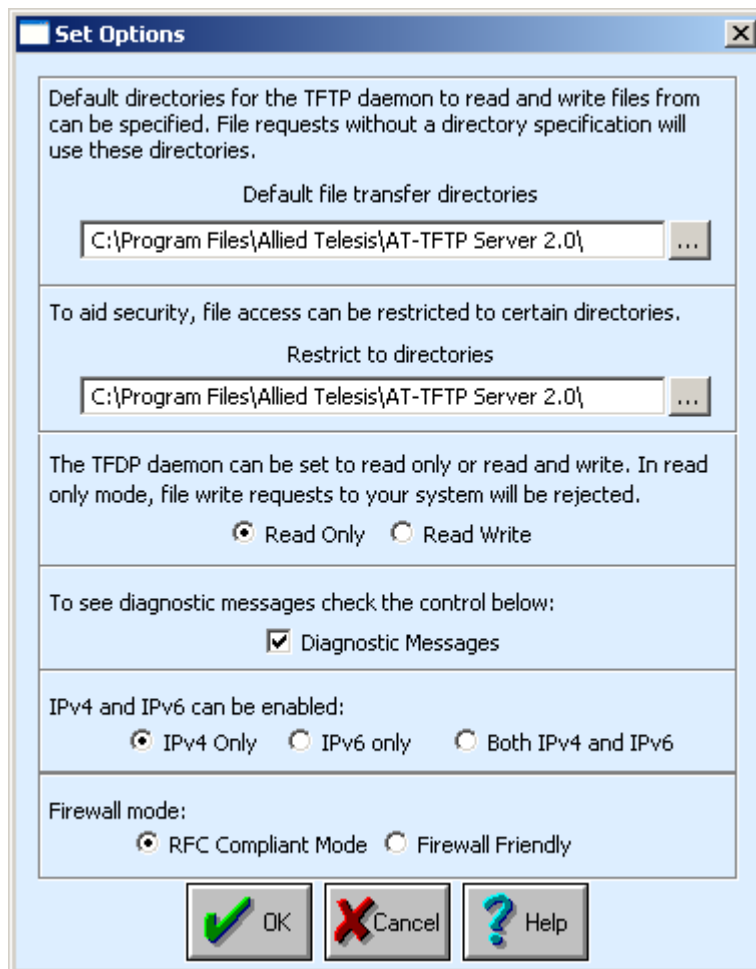 Set Options
Default directories for the TFTP daemon to read and write files from
can be specified. File requests without a directory specification will
use these directories.
Default file transfer directories
C:\Program Files\Allied Telesis\AT-TFTP Server 2.0\
...
To aid security, file access can be restricted to certain directories.
Restrict to directories
C:\Program Files\Allied Telesis\AT-TFTP Server 2.0\
...
The TFDP daemon can be set to read only or read and write. In read
only mode, file write requests to your system will be rejected.
Read Only Read Write
To see diagnostic messages check the control below:
Diagnostic Messages
IPv4 and IPv6 can be enabled:
IPv4 Only IPv6 only Both IPv4 and IPv6
Firewall mode:
RFC Compliant Mode Firewall Friendly
OK Cancel Help